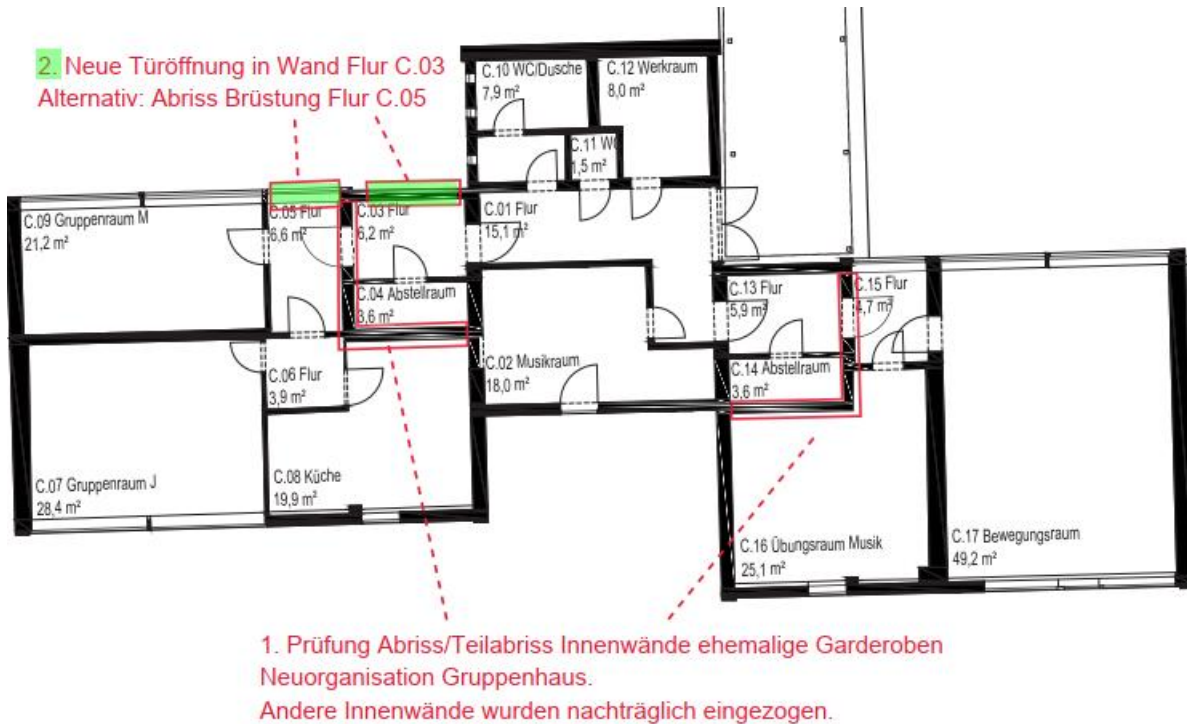 2. Neue Türöffnung in Wand Flur C.03
Alternativ: Abriss Brüstung Flur C.05
C.10 WC/Dusche
7,9 m²
C.12 Werkraum
8,0 m²
C.11 WC
1,5 m²
C.09 Gruppenraum M
21,2 m²
C.05 Flur
6,6 m²
C.03 Flur
6,2 m²
C.01 Flur
15,1 m²
C.04 Abstellraum
3,6 m²
C.13 Flur
5,9 m²
C.15 Flur
4,7 m²
C.06 Flur
3,9 m²
C.02 Musikraum
18,0 m²
C.14 Abstellraum
3,6 m²
C.07 Gruppenraum J
28,4 m²
C.08 Küche
19,9 m²
C.16 Übungsraum Musik
25,1 m²
C.17 Bewegungsraum
49,2 m²
1. Prüfung Abriss/Teilabriss Innenwände ehemalige Garderoben
Neuorganisation Gruppenhaus.
Andere Innenwände wurden nachträglich eingezogen.